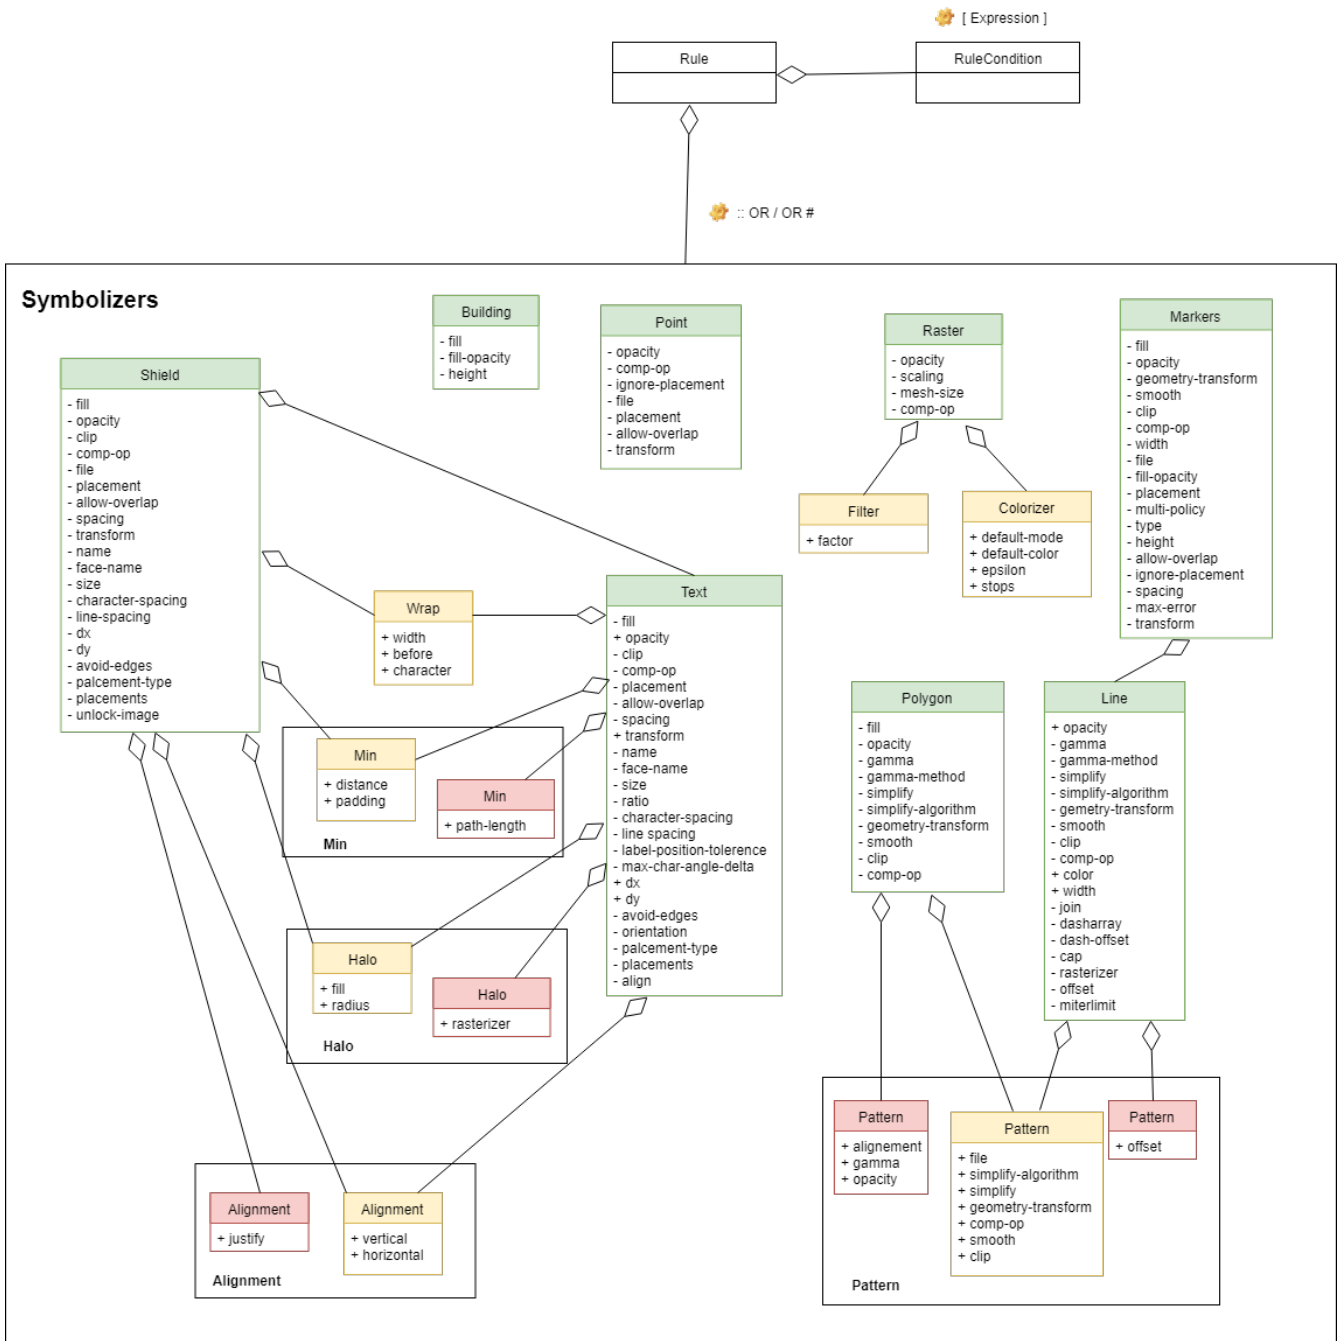 [ Expression ]
Rule
RuleCondition
:: OR / OR #
Symbolizers
Building
- fill
- fill-opacity
- height
Point
- opacity
- comp-op
- ignore-placement
- file
- placement
- allow-overlap
- transform
Raster
- opacity
- scaling
- mesh-size
- comp-op
Markers
- fill
- opacity
- geometry-transform
- smooth
- clip
- comp-op
- width
- file
- fill-opacity
- placement
- multi-policy
- type
- height
- allow-overlap
- ignore-placement
- spacing
- max-error
- transform
Shield
- fill
- opacity
- clip
- comp-op
- file
- placement
- allow-overlap
- spacing
- transform
- name
- face-name
- size
- character-spacing
- line-spacing
- dx
- dy
- avoid-edges
- palcement-type
- placements
- unlock-image
Filter
+ factor
Colorizer
+ default-mode
+ default-color
+ epsilon
+ stops
Wrap
+ width
+ before
+ character
Text
- fill
+ opacity
- clip
- comp-op
- placement
- allow-overlap
- spacing
+ transform
- name
- face-name
- size
- ratio
- character-spacing
- line spacing
- label-position-tolerence
- max-char-angle-delta
+ dx
+ dy
- avoid-edges
- orientation
- palcement-type
- placements
- align
Polygon
- fill
- opacity
- gamma
- gamma-method
- simplify
- simplify-algorithm
- geometry-transform
- smooth
- clip
- comp-op
Line
+ opacity
- gamma
- gamma-method
- simplify
- simplify-algorithm
- gemetry-transform
- smooth
- clip
- comp-op
+ color
+ width
- join
- dasharray
- dash-offset
- cap
- rasterizer
- offset
- miterlimit
Min
+ distance
+ padding
Min
+ path-length
Min
Halo
+ fill
+ radius
Halo
+ rasterizer
Halo
Alignment
+ justify
Alignment
+ vertical
+ horizontal
Alignment
Pattern
+ alignement
+ gamma
+ opacity
Pattern
+ file
+ simplify-algorithm
+ simplify
+ geometry-transform
+ comp-op
+ smooth
+ clip
Pattern
+ offset
Pattern